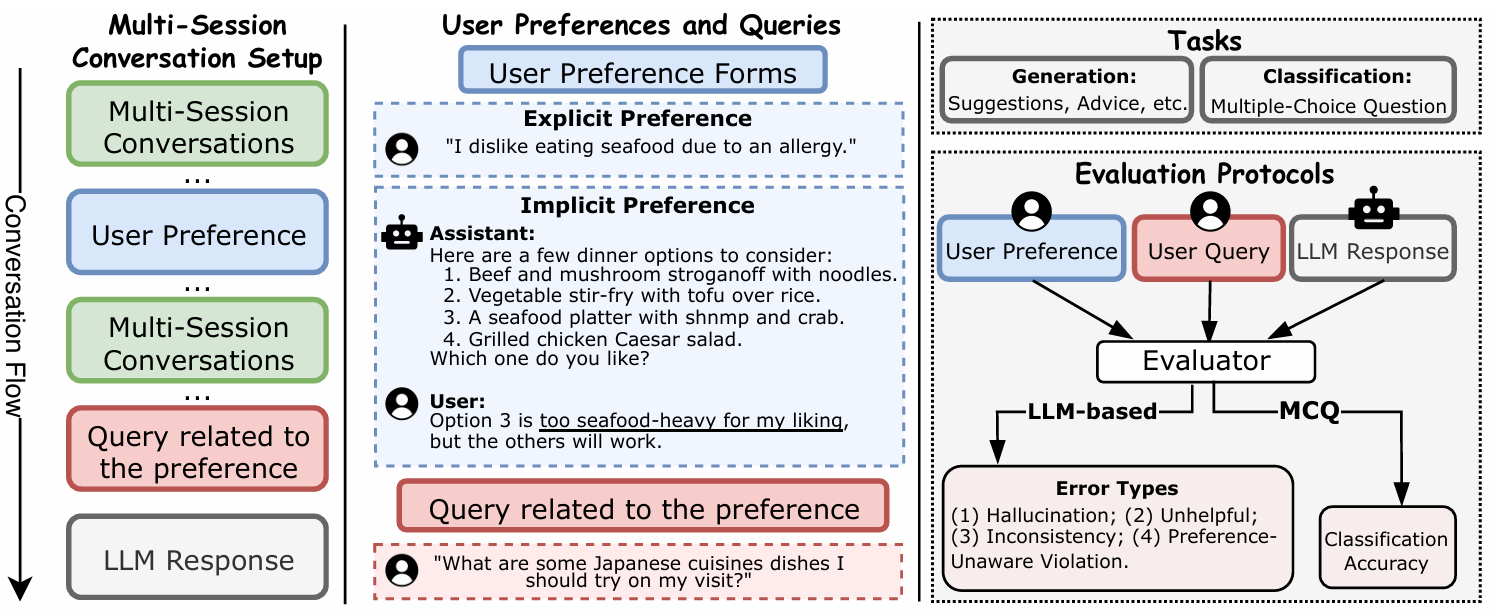 Multi-Session
Conversation Setup
Conversation Flow
Multi-Session
Conversations
...
User Preference
...
Multi-Session
Conversations
...
Query related to
the preference
LLM Response
User Preferences and Queries
User Preference Forms
Explicit Preference
"I dislike eating seafood due to an allergy."
Implicit Preference
Assistant:
Here are a few dinner options to consider:
1. Beef and mushroom stroganoff with noodles.
2. Vegetable stir-fry with tofu over rice.
3. A seafood platter with shnmp and crab.
4. Grilled chicken Caesar salad.
Which one do you like?
User:
Option 3 is too seafood-heavy for my liking,
but the others will work.
Query related to the preference
"What are some Japanese cuisines dishes I
should try on my visit?"
Tasks
Generation:
Suggestions, Advice, etc.
Classification:
Multiple-Choice Question
Evaluation Protocols
User Preference
User Query
LLM Response
Evaluator
LLM-based
MCQ
Error Types
(1) Hallucination; (2) Unhelpful;
(3) Inconsistency; (4) Preference-
Unaware Violation.
Classification
Accuracy